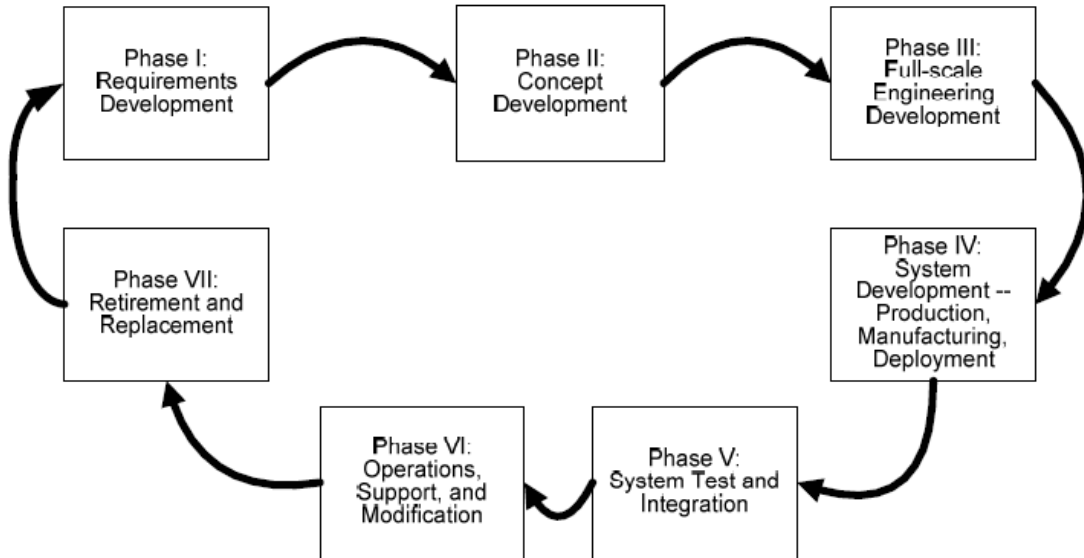 Phase I:
Requirements
Development
Phase II:
Concept
Development
Phase III:
Full-scale
Engineering
Development
Phase IV:
System
Development --
Production,
Manufacturing,
Deployment
Phase V:
System Test and
Integration
Phase VI:
Operations,
Support, and
Modification
Phase VII:
Retirement and
Replacement